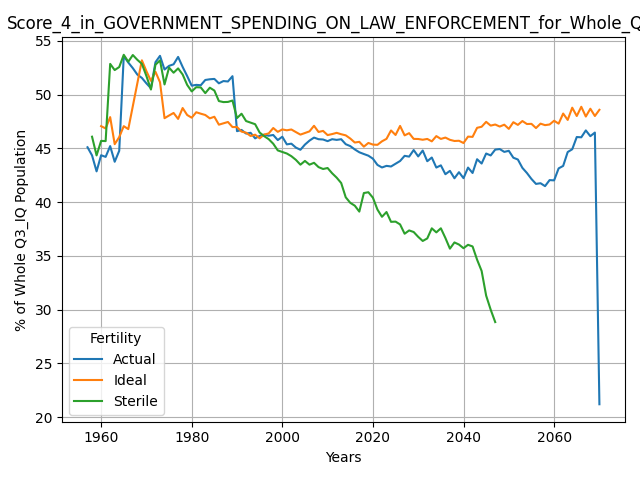 Score_4_in_GOVERNMENT_SPENDING_ON_LAW_ENFORCEMENT_for_Whole_Q
55
50
45
40
35
30
25
20
% of Whole Q3_IQ Population
Fertility
Actual
Ideal
Sterile
1960 1980 2000 2020 2040 2060
Years